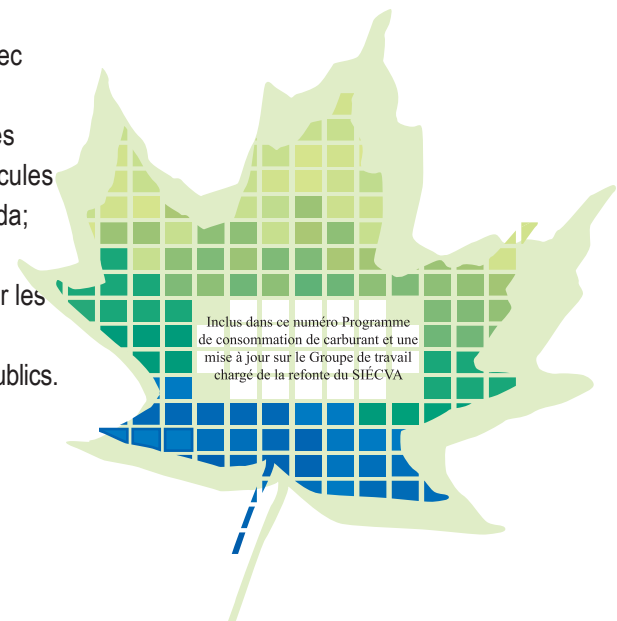 ec
es
cules
da;
r les
ublics.
Inclus dans ce numéro Programme
de consommation de carburant et une
mise à jour sur le Groupe de travail
chargé de la refonte du SIÉCVA